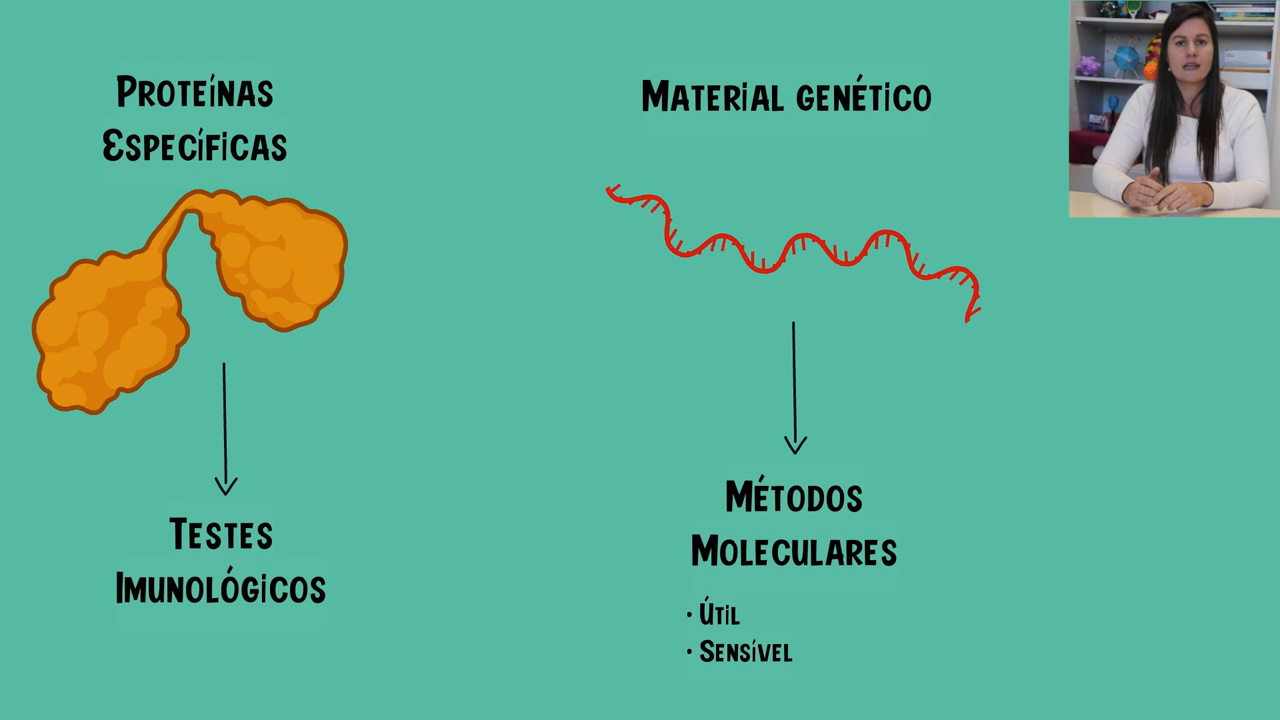 Proteínas
Específicas
Testes
Imunológicos
Material genético
Métodos
Moleculares
· Útil
· Sensível